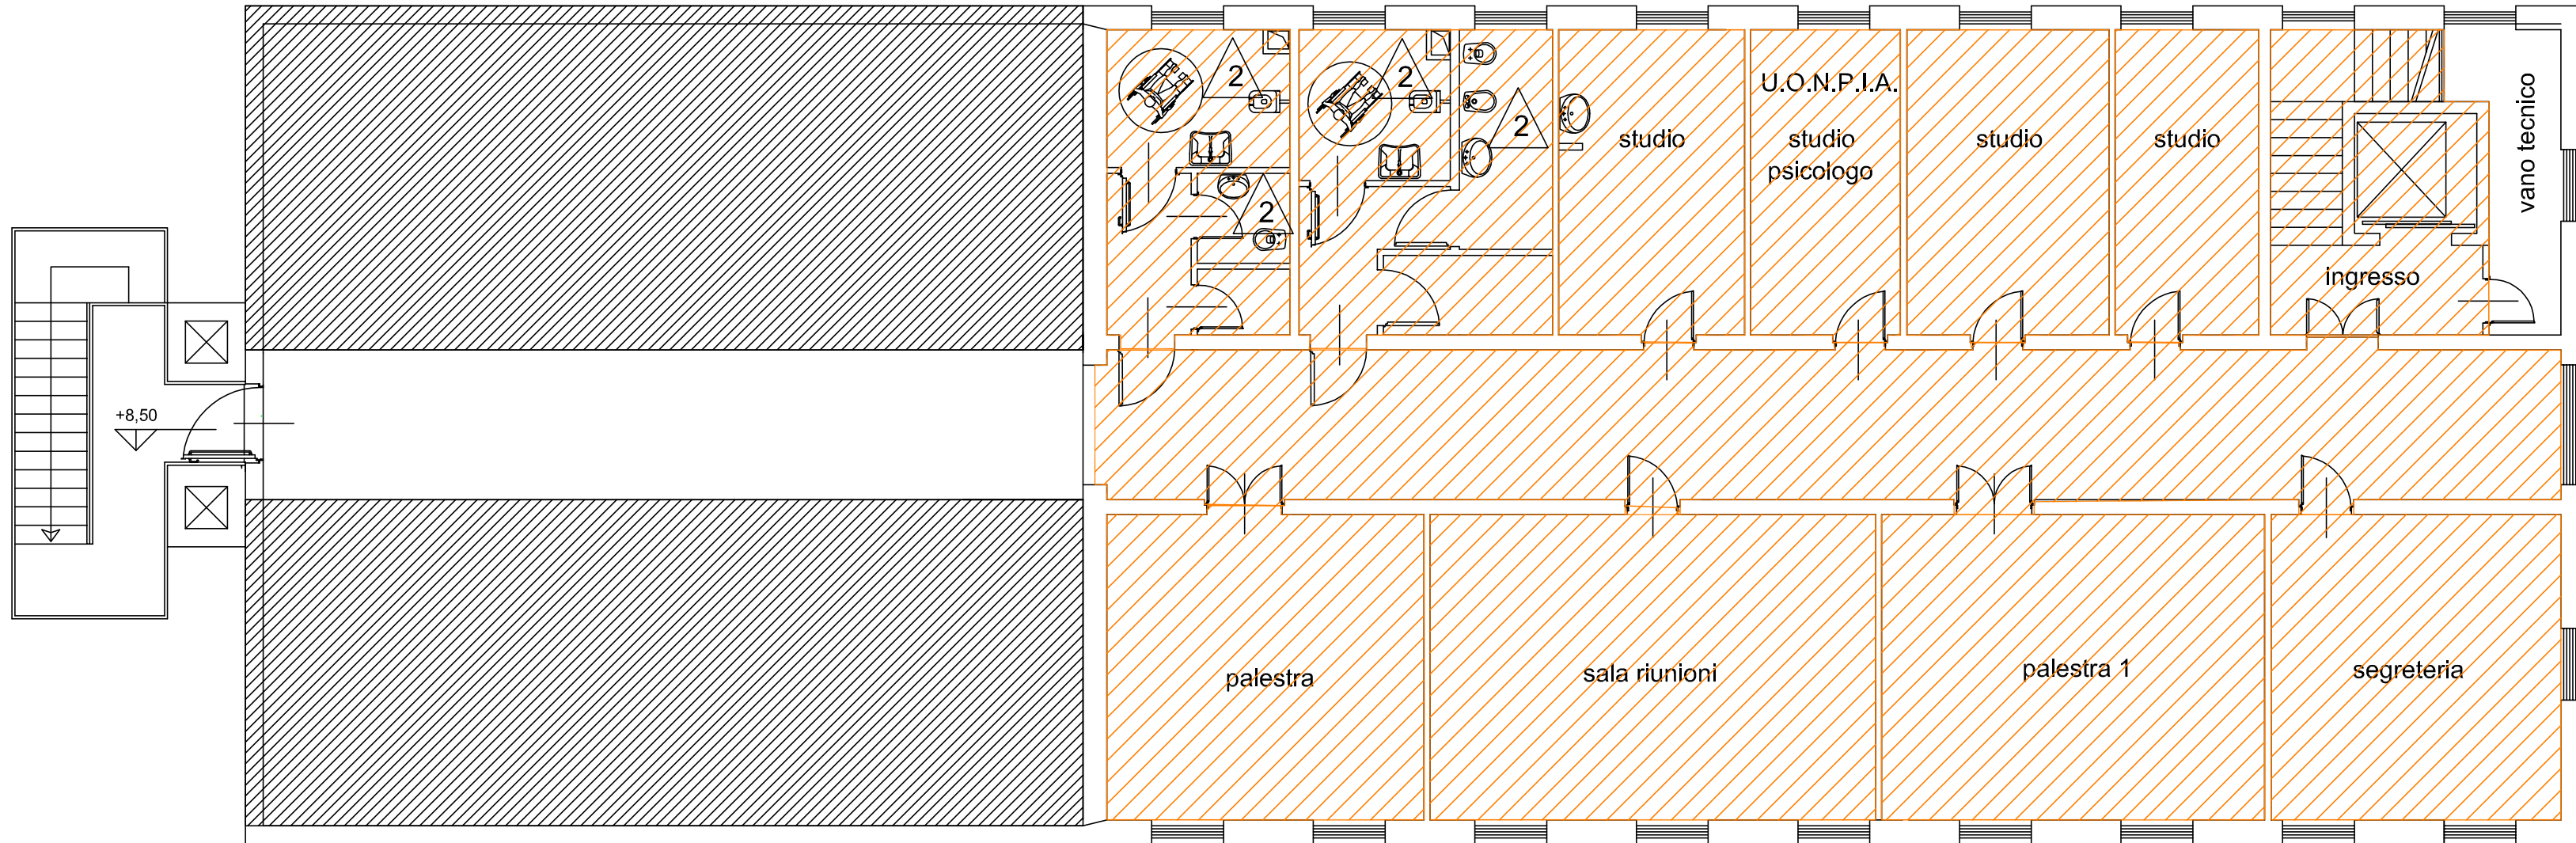 2
2
2
2
U.O.N.P.I.A.
studio
studio
psicologo
studio
studio
vano tecnico
ingresso
+8,50
palestra
sala riunioni
palestra 1
segreteria